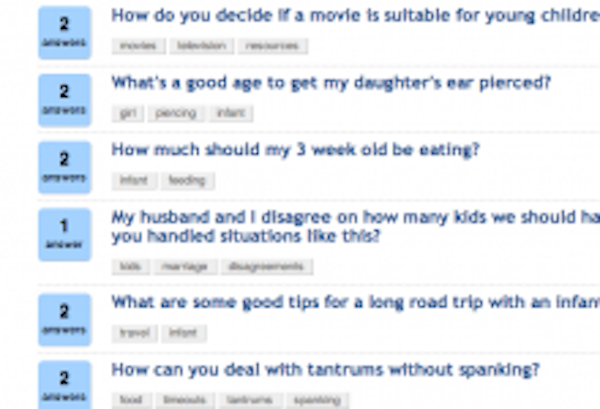 2
answers
How do you decide if a movie is suitable for young childre
movies television resources
2
answers
What's a good age to get my daughter's ear pierced?
girl piercing infant
2
answers
How much should my 3 week old be eating?
infant feeding
1
answer
My husband and I disagree on how many kids we should ha
you handled situations like this?
kids marriage disagreements
2
answers
What are some good tips for a long road trip with an infan
travel infant
2
answers
How can you deal with tantrums without spanking?
food timeouts tantrums spanking